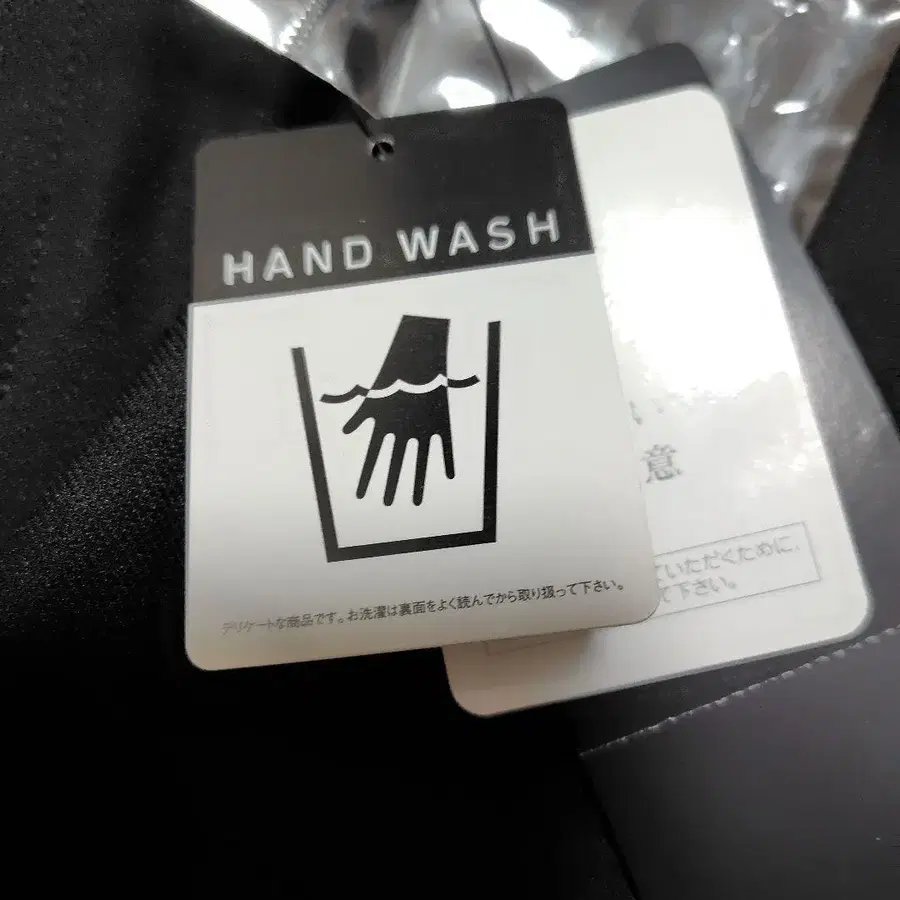 HAND WASH
デリケートな商品です。お洗濯は裏面をよく読んでから取り扱って下さい。
意
ていただくために、
て下さい。